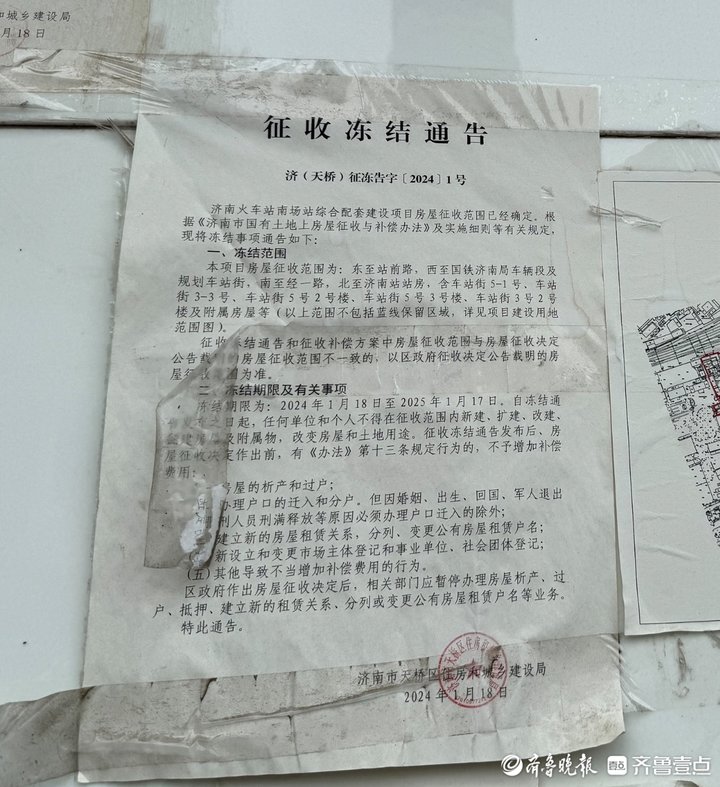 和城乡建设局
月18日
征收冻结通告
济（天桥）征冻告字［2024］1号
济南火车站南场站综合配套建设项目房屋征收范围已经确定。根
据《济南市国有土地上房屋征收与补偿办法》及实施细则等有关规定，
现将冻结事项通告如下：
一、冻结范围
本项目房屋征收范围为：东至站前路，西至国铁济南局车辆段及
规划车站街，南至经一路，北至济南站站房，含车站街5-1号、车站
街3-3号、车站街5号2号楼、车站街5号3号楼、车站街3号2号
楼及附属房屋等（以上范围不包括蓝线保留区域，详见项目建设用地
范围图）。
征收冻结通告和征收补偿方案中房屋征收范围与房屋征收决定
公告载 的房屋征收范围不一致的，以区政府征收决定公告载明的房
屋征收 为准。
二、冻结期限及有关事项
冻结期限为：2024年1月18日至2025年1月17日。自冻结通
之日起，任何单位和个人不得在征收范围内新建、扩建、改建、
建房屋及附属物，改变房屋和土地用途。征收冻结通告发布后、房
屋征收决定作出前，有《办法》第十三条规定行为的，不予增加补偿
费用：
房屋的析产和过户；
办理户口的迁入和分户。但因婚姻、出生、回国、军人退出
刑人员刑满释放等原因必须办理户口迁入的除外；
建立新的房屋租赁关系，分列、变更公有房屋租赁户名；
新设立和变更市场主体登记和事业单位、社会团体登记；
（五）其他导致不当增加补偿费用的行为。
区政府作出房屋征收决定后，相关部门应暂停办理房屋析产、过
户、抵押、建立新的租赁关系、分列或变更公有房屋租赁户名等业务。
特此通告。
济南市天桥区住房和城乡建设局
2024年1月18日
齐鲁晚报 齐鲁壹点